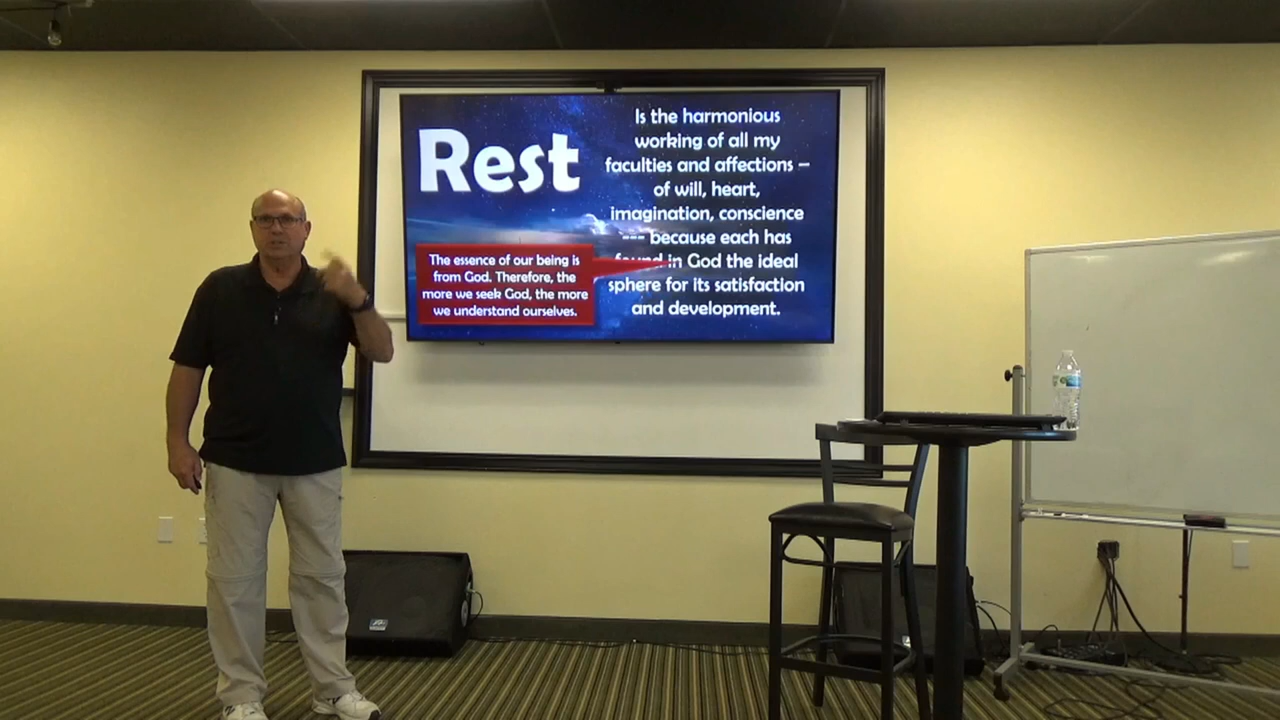 Rest
Is the harmonious
working of all my
faculties and affections –
of will, heart,
imagination, conscience
--- because each has
found in God the ideal
sphere for its satisfaction
and development.
The essence of our being is
from God. Therefore, the
more we seek God, the more
we understand ourselves.